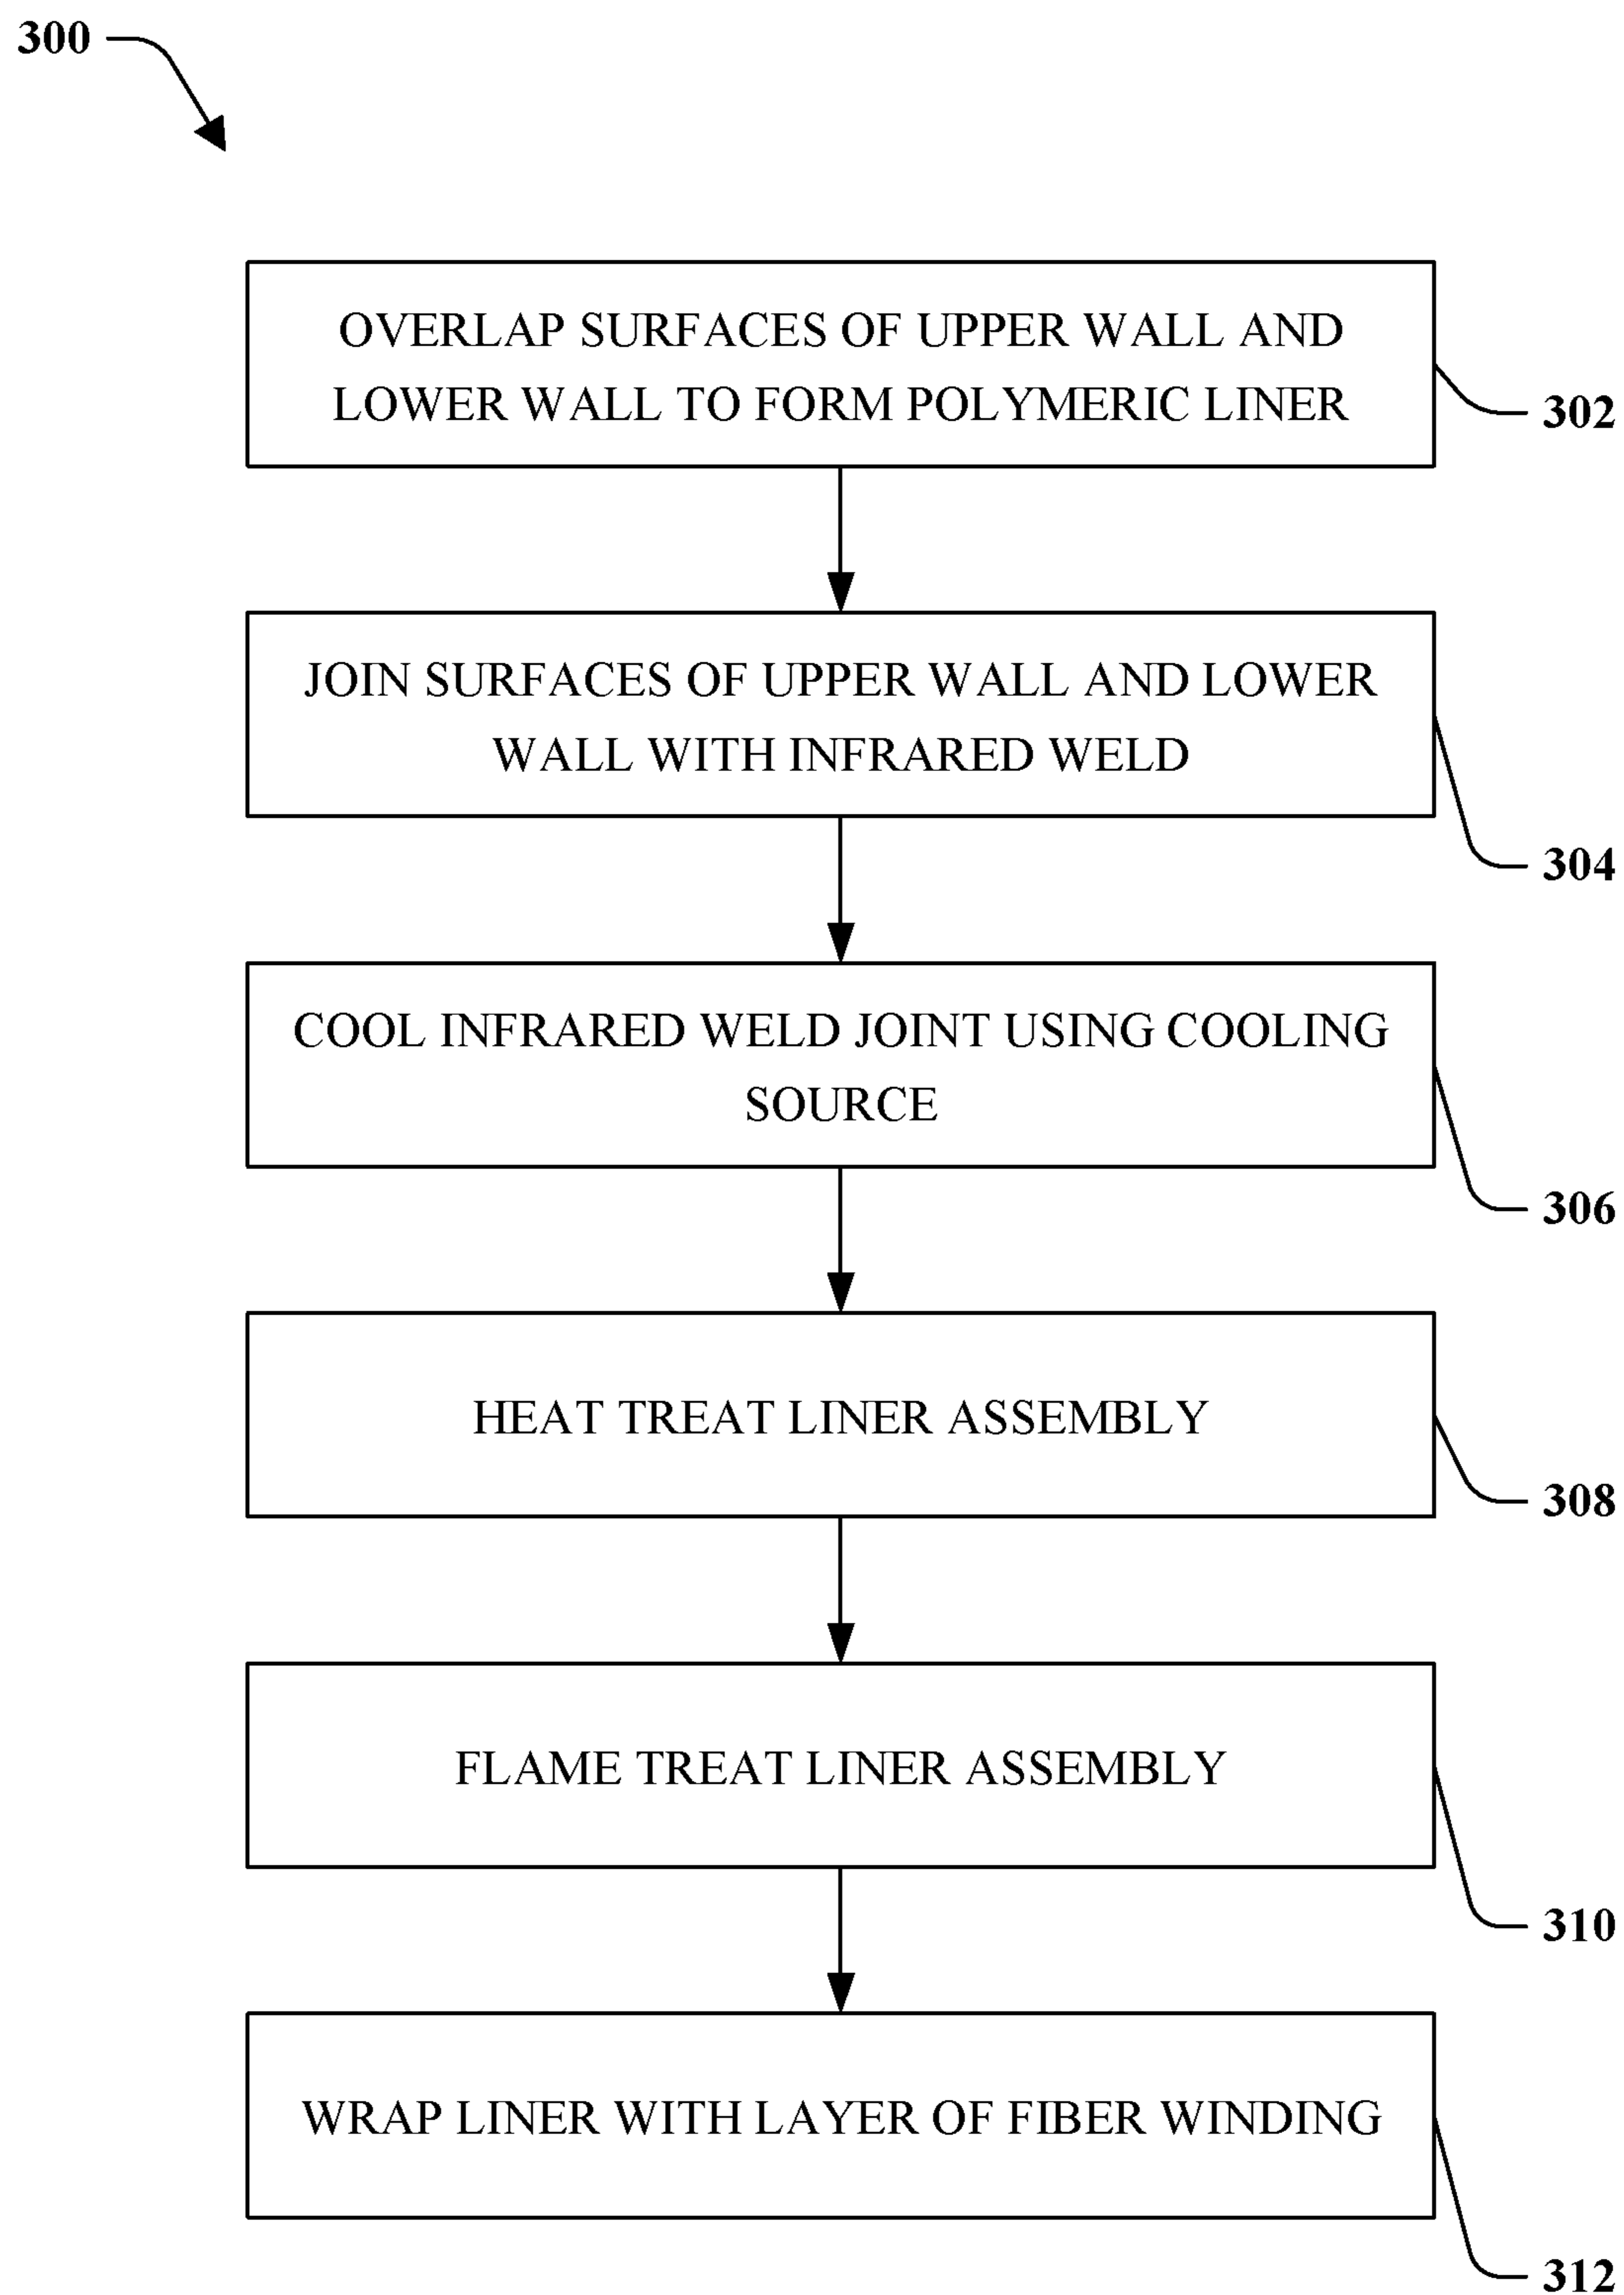 300
OVERLAP SURFACES OF UPPER WALL AND
LOWER WALL TO FORM POLYMERIC LINER
302
JOIN SURFACES OF UPPER WALL AND LOWER
WALL WITH INFRARED WELD
304
COOL INFRARED WELD JOINT USING COOLING
SOURCE
306
HEAT TREAT LINER ASSEMBLY
308
FLAME TREAT LINER ASSEMBLY
310
WRAP LINER WITH LAYER OF FIBER WINDING
312